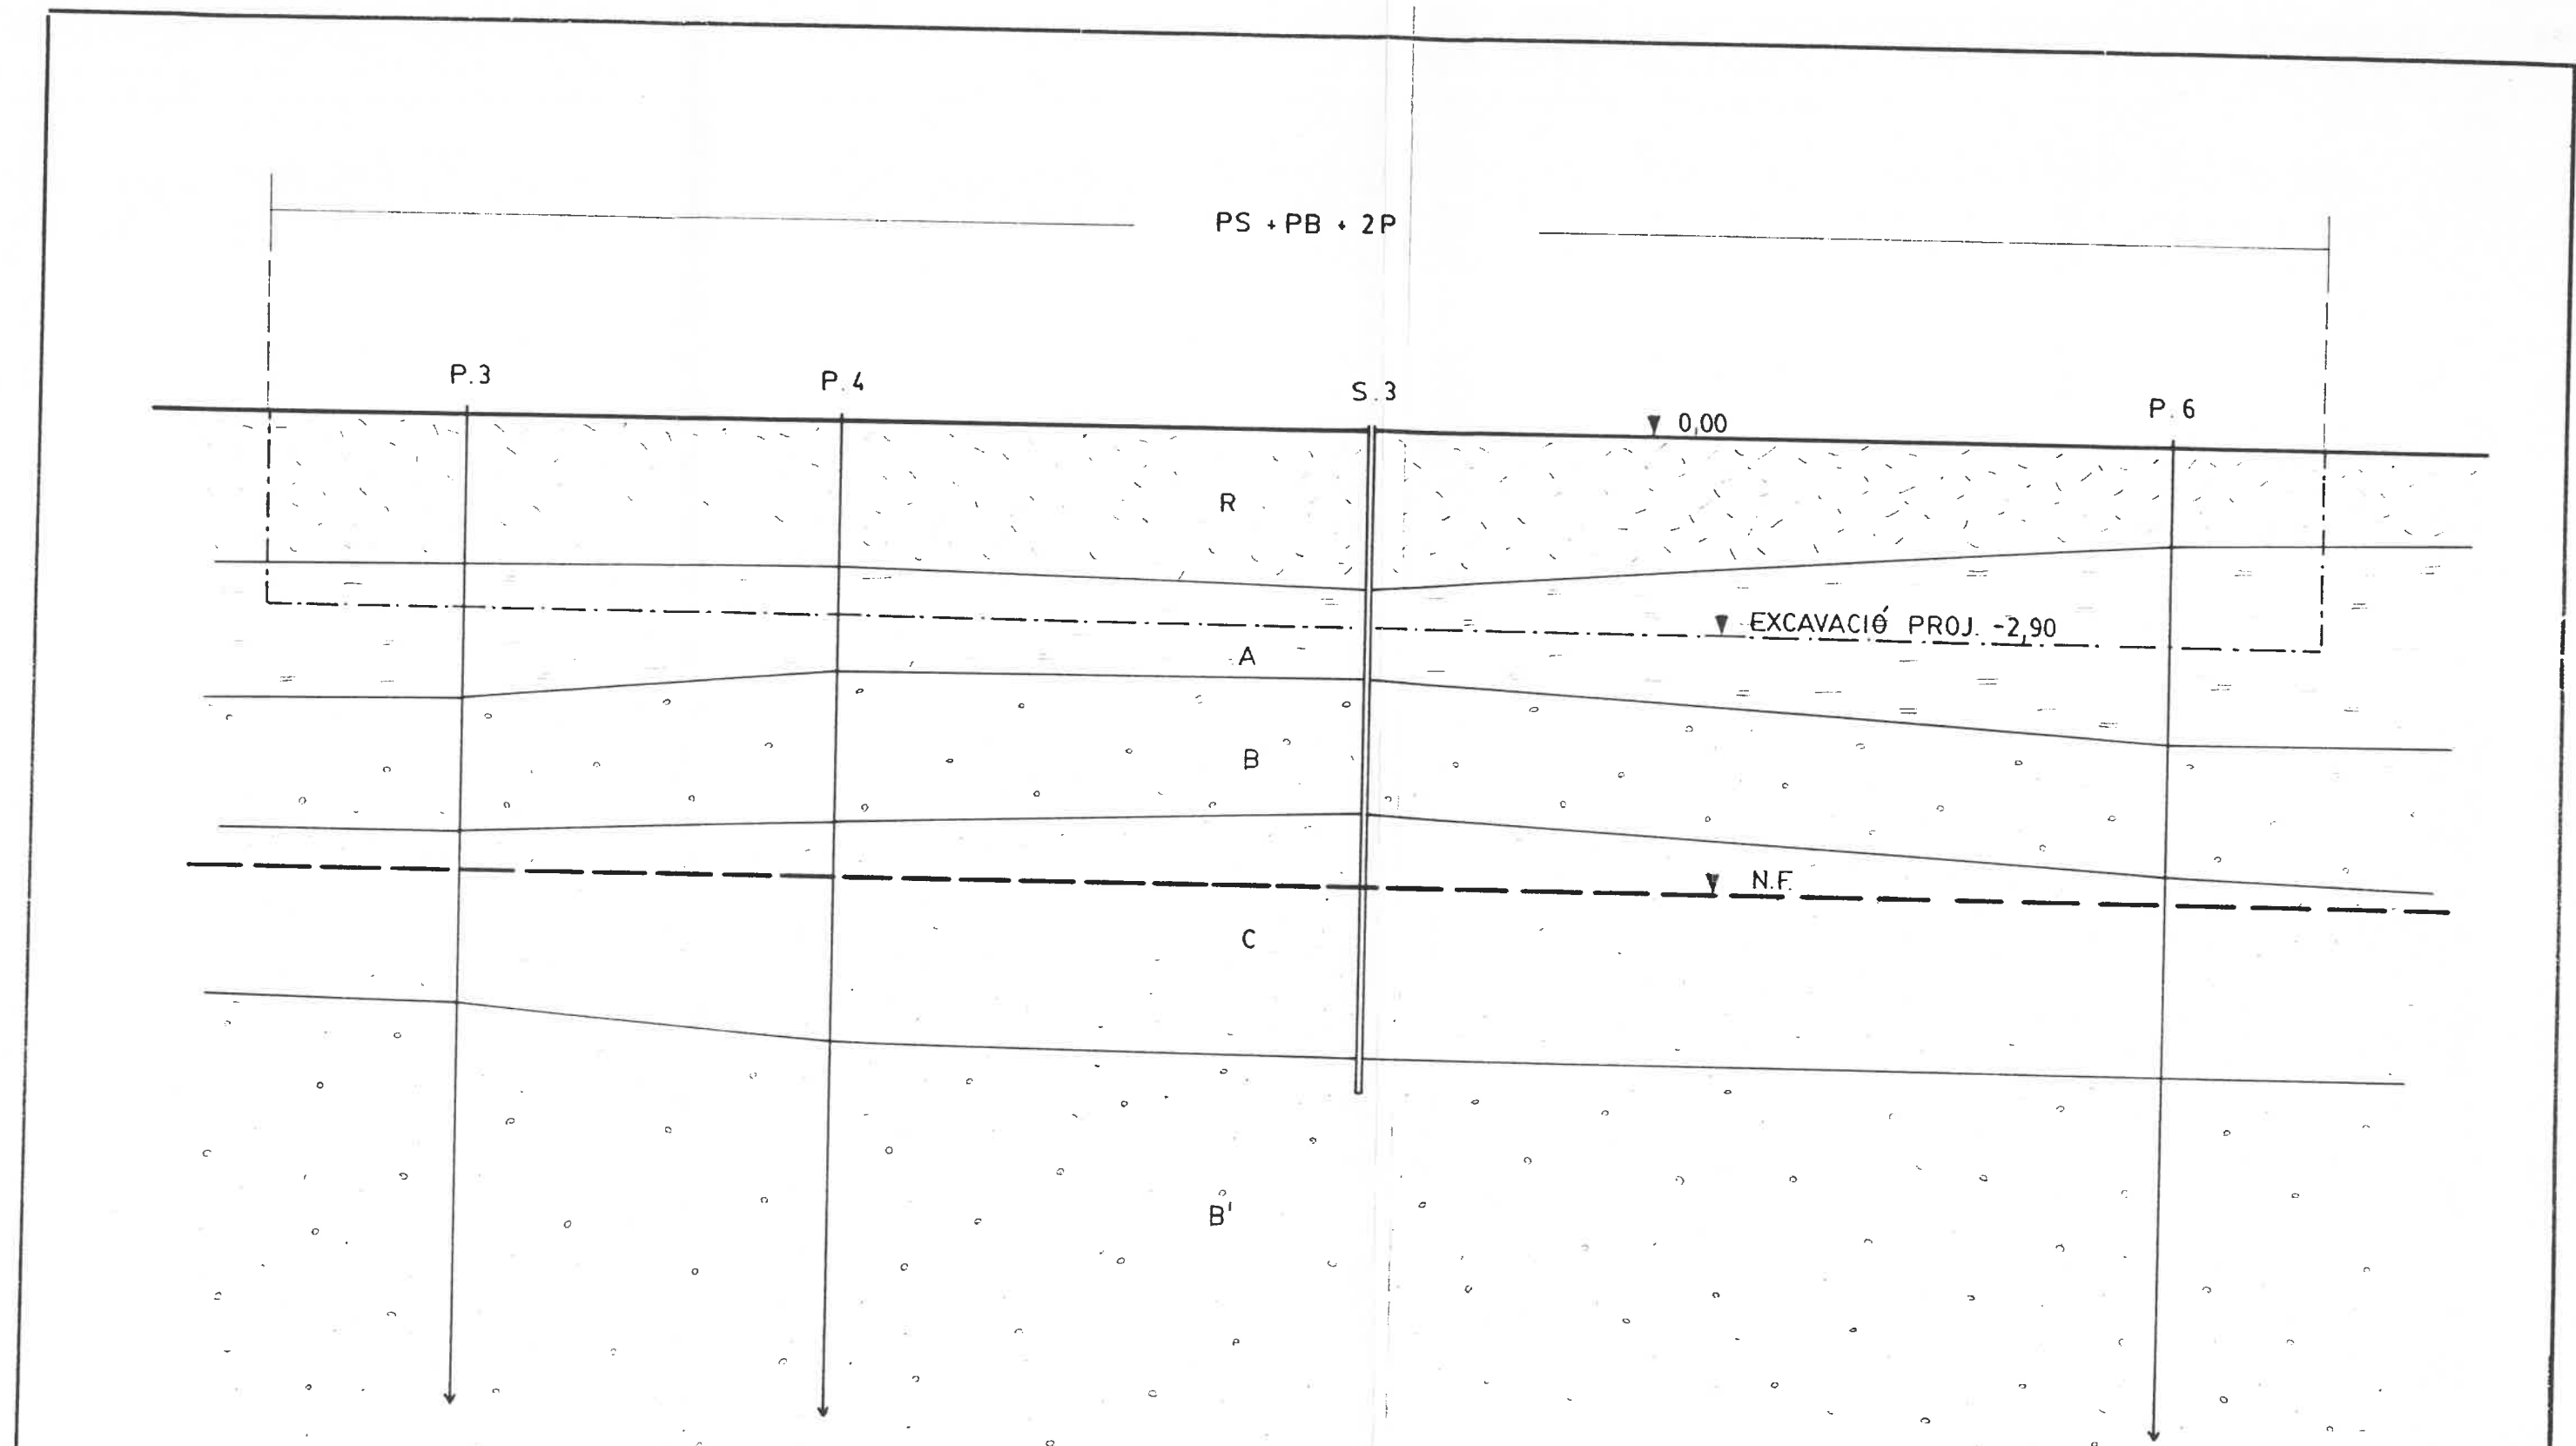 PS + PB + 2P
P.3
P.4
S.3
P.6
0,00
R
EXCAVACIÓ PROJ. -2,90
A
B
N.F.
C
B'